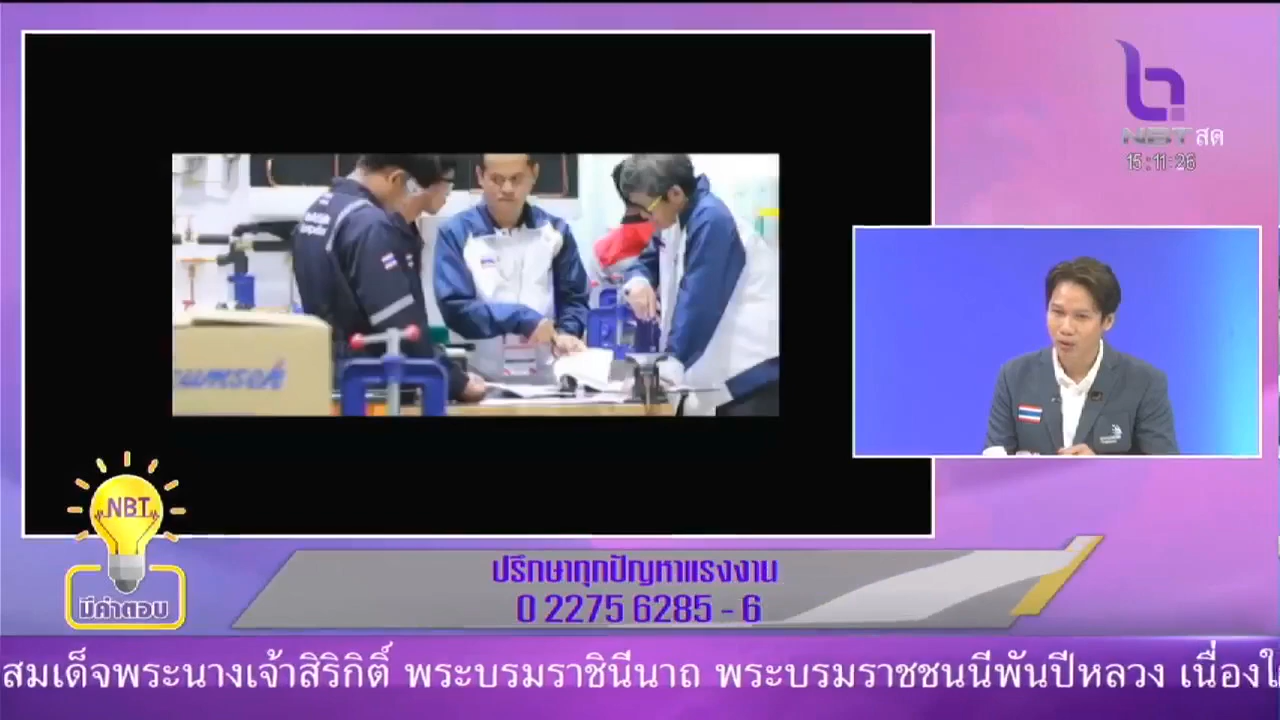 NBT สด
15:11:26
umseh
NBT
มีคำตอบ
ปรึกษาทุกปัญหาแรงงาน
0 2275 6285 - 6
สมเด็จพระนางเจ้าสิริกิติ์ พระบรมราชินีนาถ พระบรมราชชนนีพันปีหลวง เนื่องใ